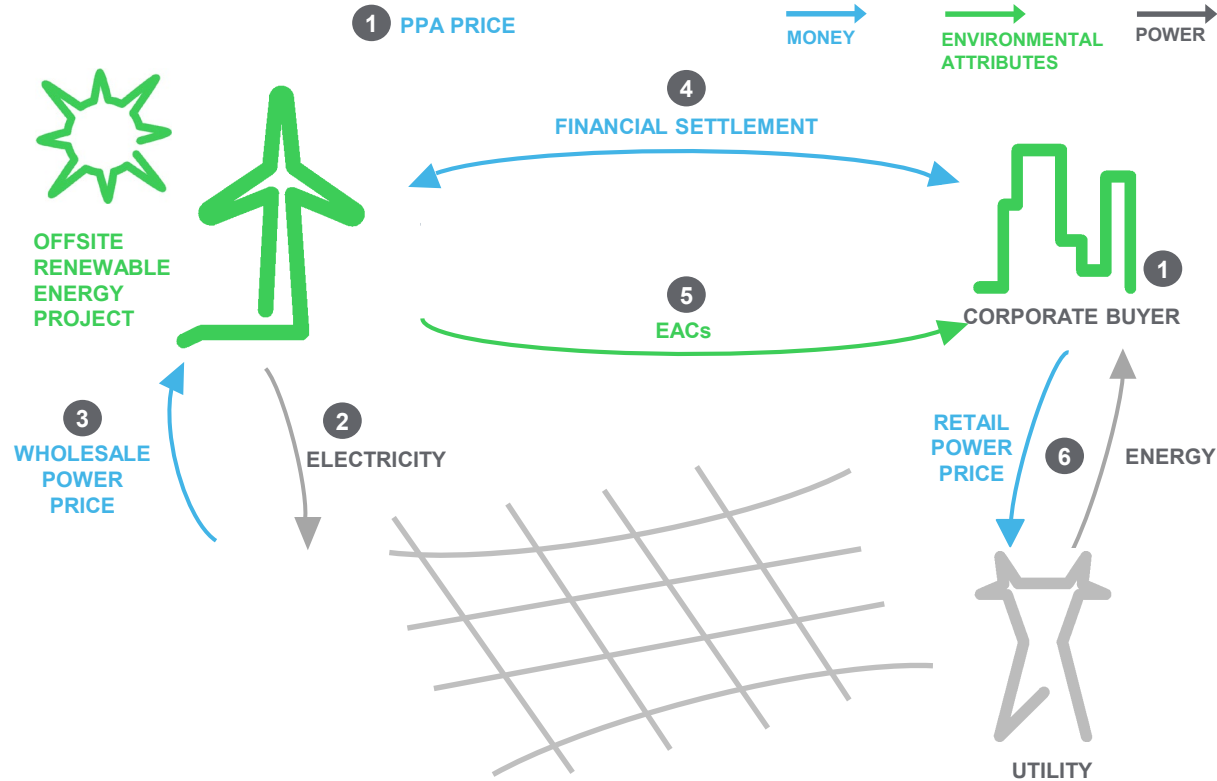 1 PPA PRICE
MONEY
ENVIRONMENTAL
ATTRIBUTES
POWER
4
FINANCIAL SETTLEMENT
OFFSITE
RENEWABLE
ENERGY
PROJECT
1
CORPORATE BUYER
5
EACs
3
WHOLESALE
POWER
PRICE
2
ELECTRICITY
RETAIL
POWER
PRICE
6
ENERGY
UTILITY